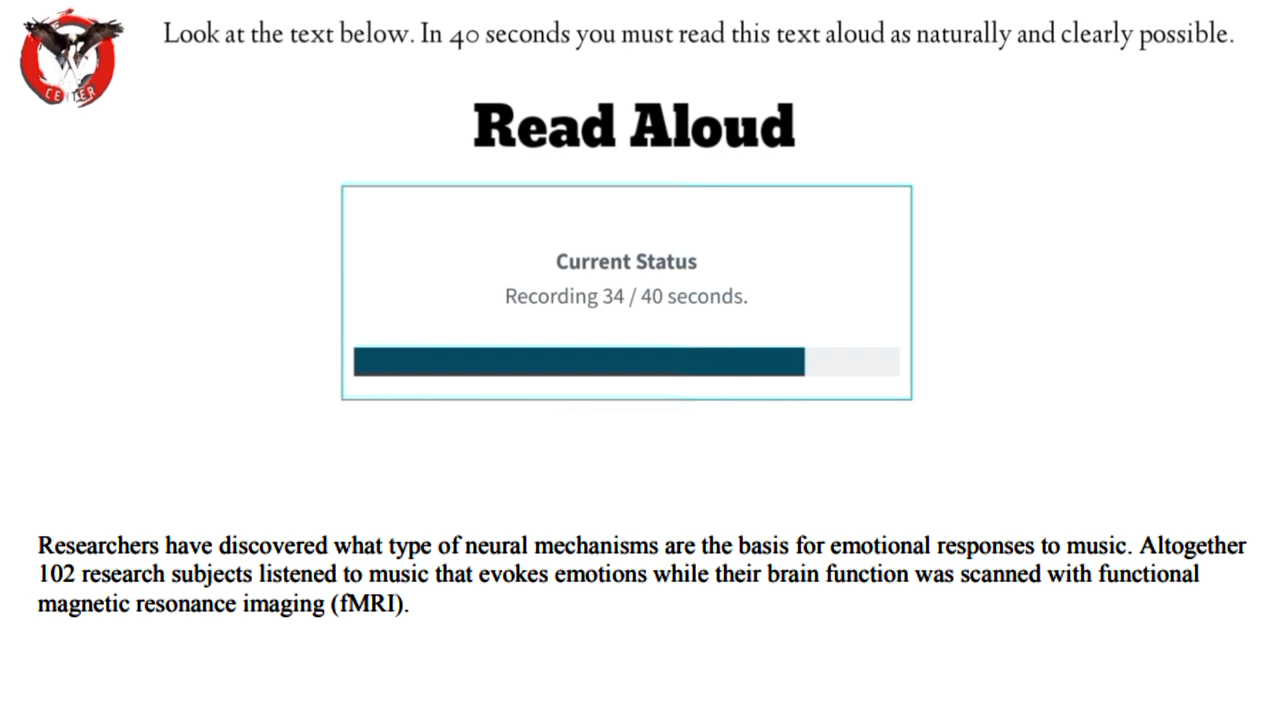 CENTER
Look at the text below. In 40 seconds you must read this text aloud as naturally and clearly possible.
Read Aloud
Current Status
Recording 34 / 40 seconds.
Researchers have discovered what type of neural mechanisms are the basis for emotional responses to music. Altogether
102 research subjects listened to music that evokes emotions while their brain function was scanned with functional
magnetic resonance imaging (fMRI).